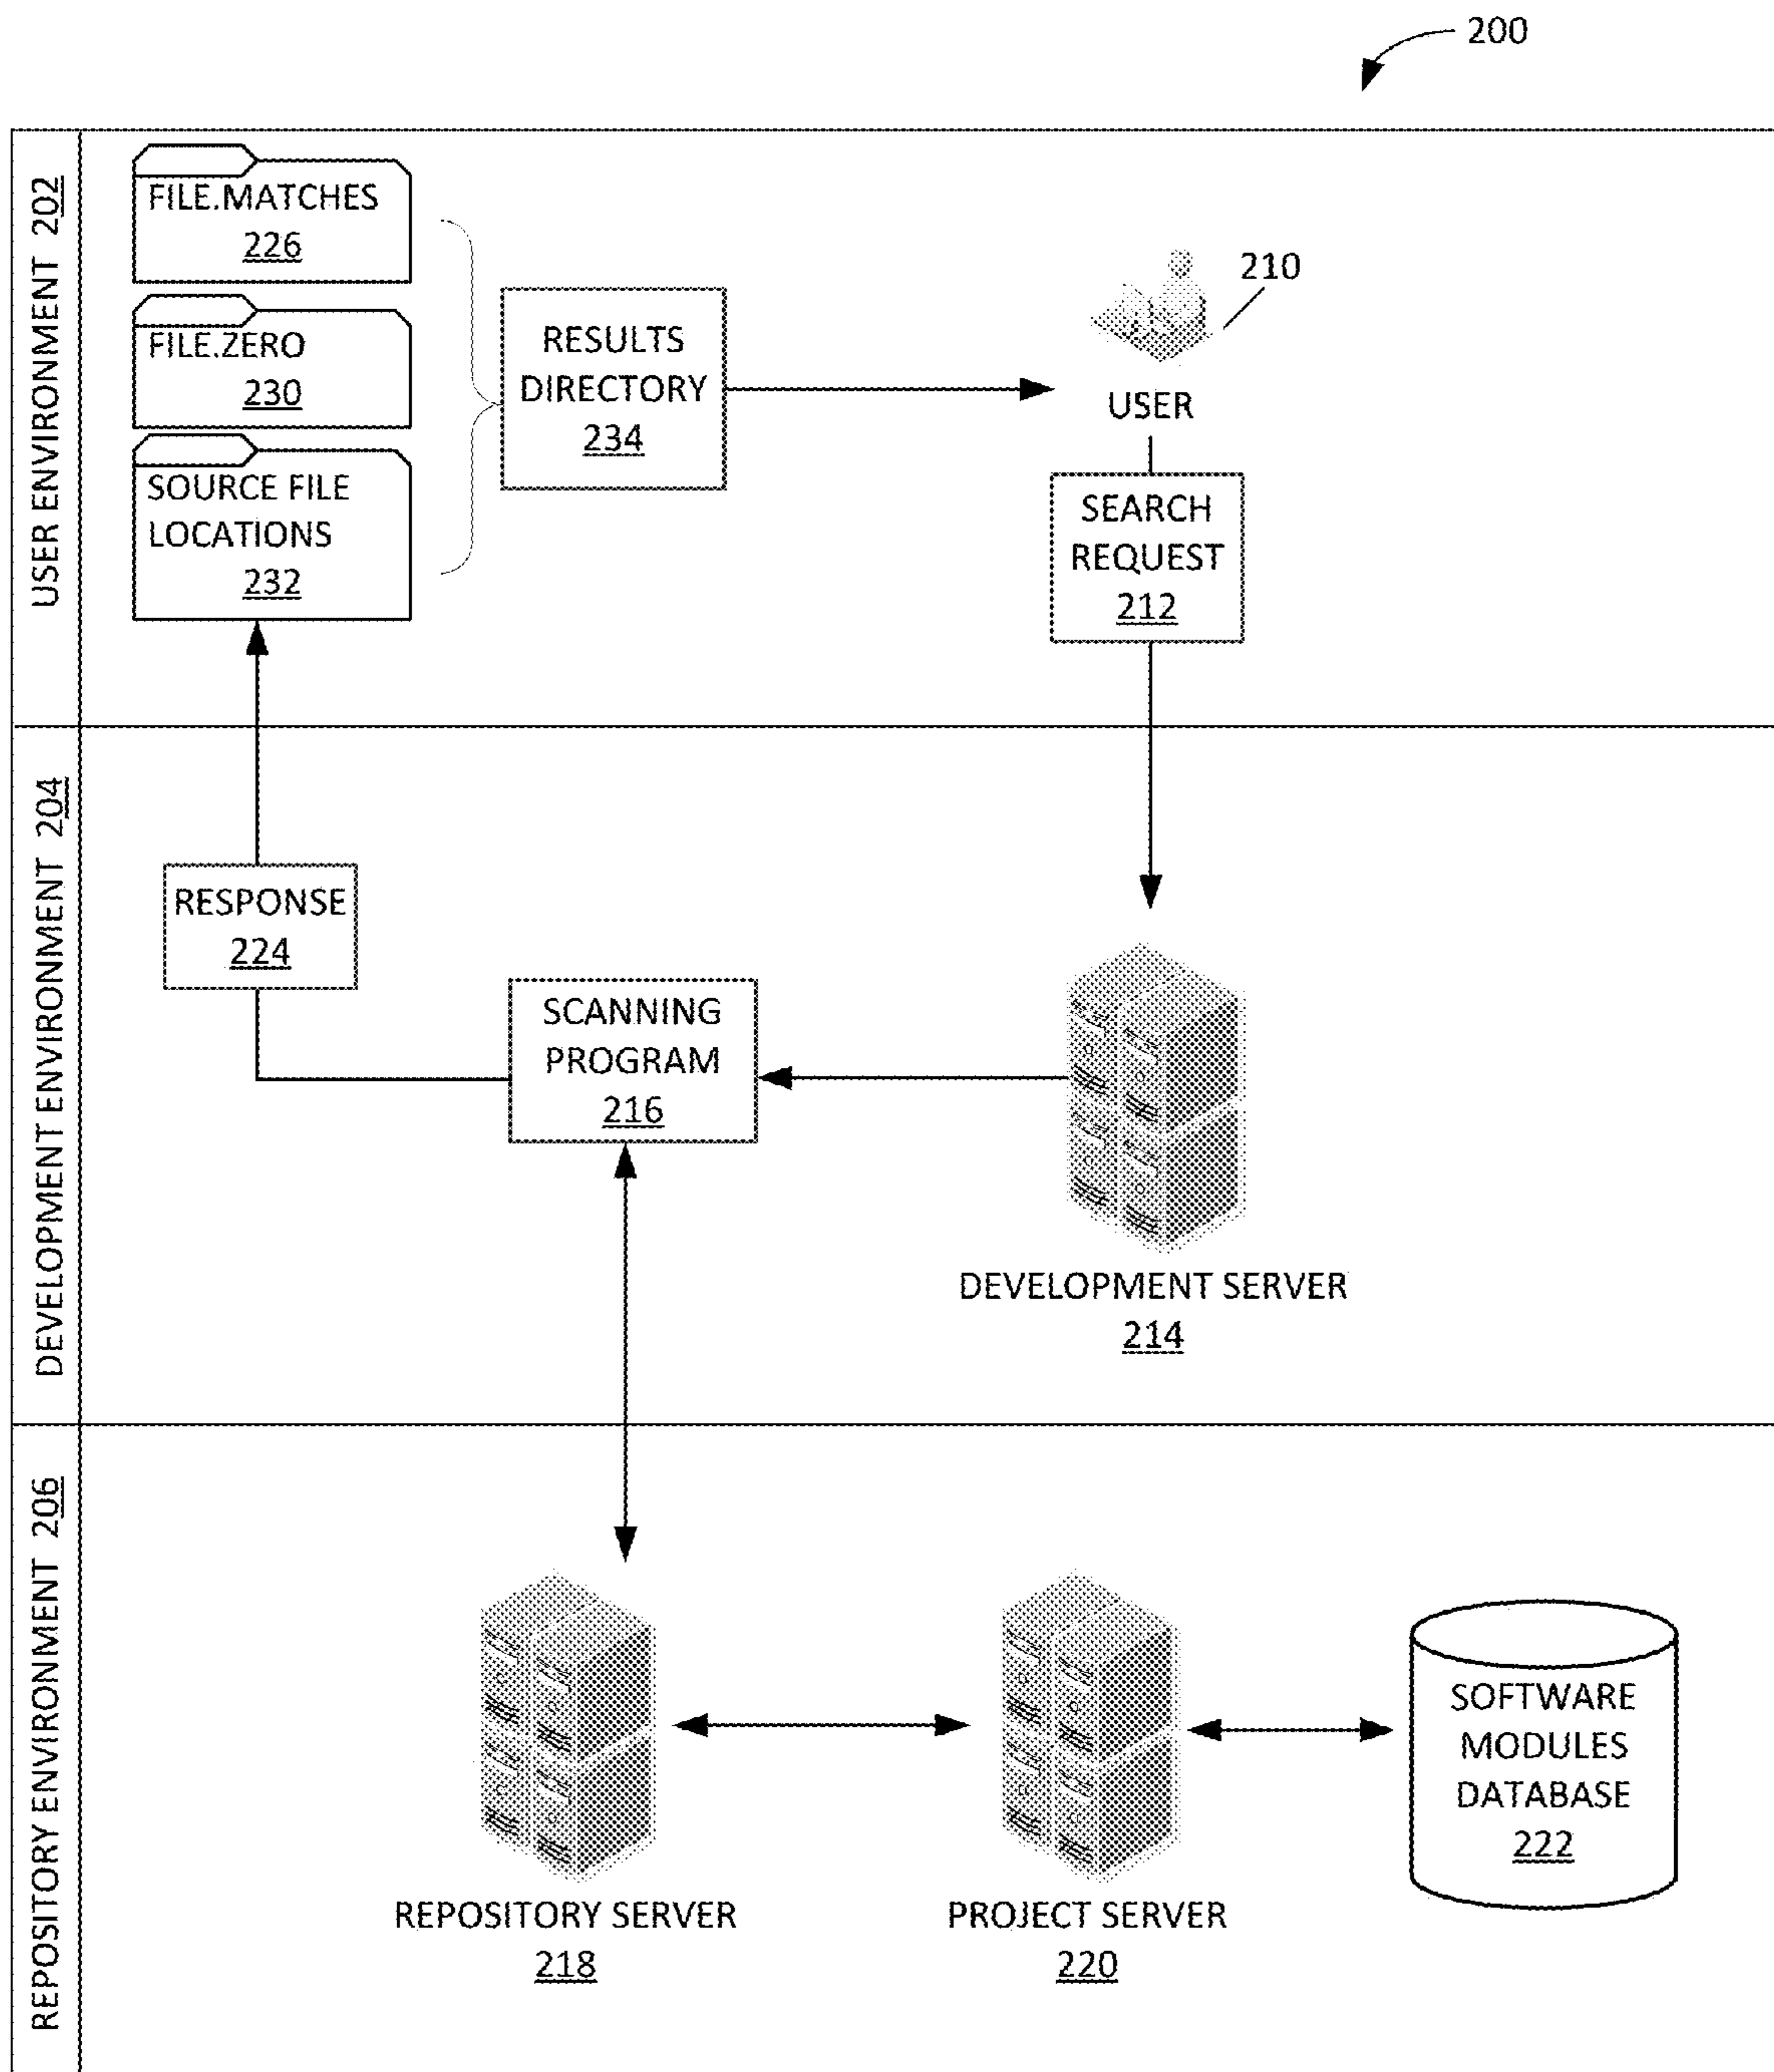 200
USER ENVIRONMENT 202
FILE.MATCHES
226
FILE.ZERO
230
SOURCE FILE
LOCATIONS
232
RESULTS
DIRECTORY
234
210
USER
SEARCH
REQUEST
212
DEVELOPMENT ENVIRONMENT 204
RESPONSE
224
SCANNING
PROGRAM
216
DEVELOPMENT SERVER
214
REPOSITORY ENVIRONMENT 206
REPOSITORY SERVER
218
PROJECT SERVER
220
SOFTWARE
MODULES
DATABASE
222